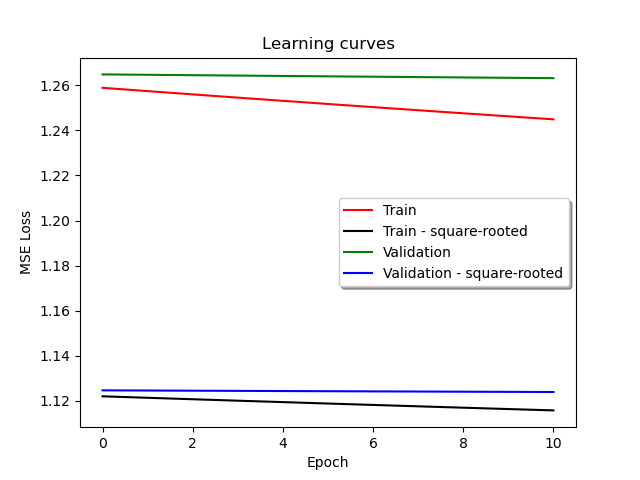 Learning curves
MSE Loss
1.26
1.24
1.22
1.20
1.18
1.16
1.14
1.12
Train
Train - square-rooted
Validation
Validation - square-rooted
0 2 4 6 8 10
Epoch